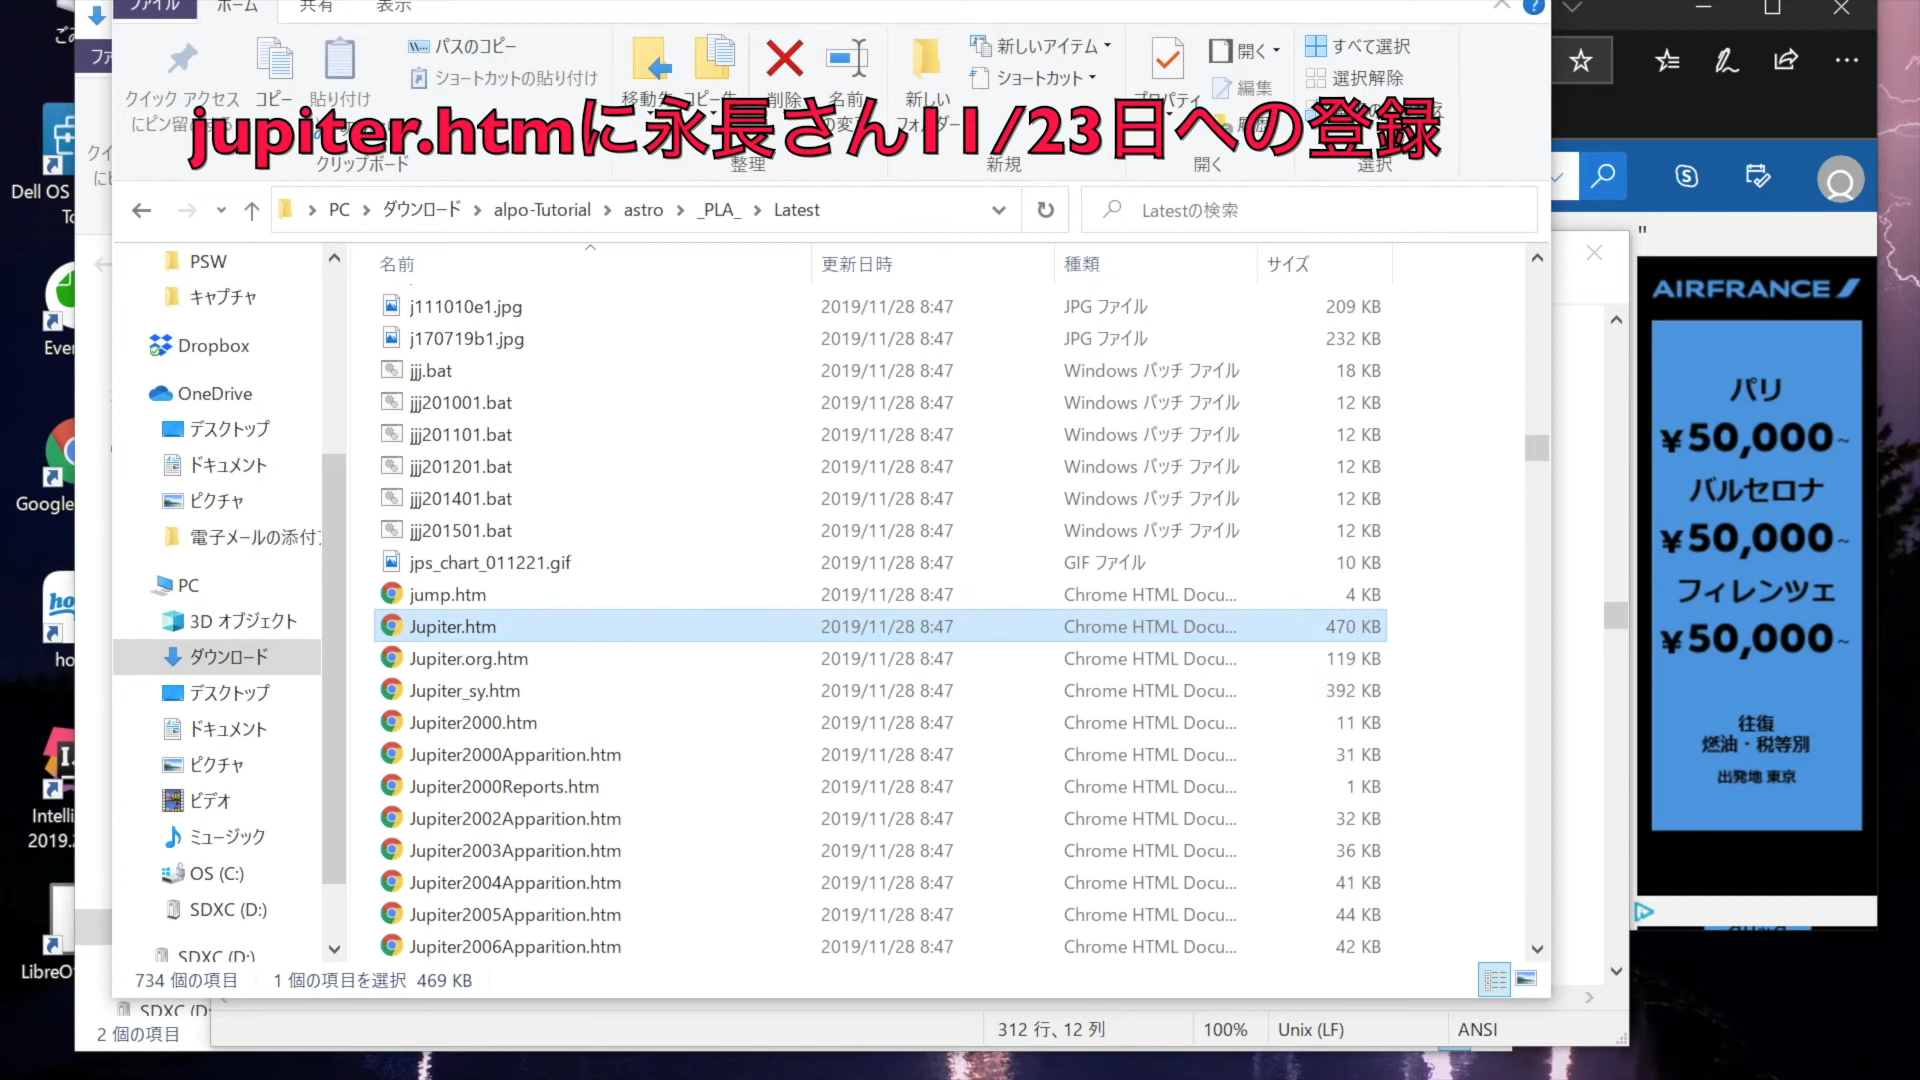 ファイル ホーム 共有 表示
クイック アクセス
コピー 貼り付け
パスのコピー
ショートカットの貼り付け
移動先 コピー先 削除 名前
新しい
新しいアイテム
ショートカット
プロパティ
開く
編集
すべて選択
選択解除
jupiter.htmに永長さん11/23日への登録
クリップボード 整理 新規 開く 選択
PC ダウンロード alpo-Tutorial astro _PLA_ Latest
Latestの検索
名前 更新日時 種類 サイズ
j111010e1.jpg 2019/11/28 8:47 JPG ファイル 209 KB
j170719b1.jpg 2019/11/28 8:47 JPG ファイル 232 KB
jjj.bat 2019/11/28 8:47 Windows バッチ ファイル 18 KB
jjj201001.bat 2019/11/28 8:47 Windows バッチ ファイル 12 KB
jjj201101.bat 2019/11/28 8:47 Windows バッチ ファイル 12 KB
jjj201201.bat 2019/11/28 8:47 Windows バッチ ファイル 12 KB
jjj201401.bat 2019/11/28 8:47 Windows バッチ ファイル 12 KB
jjj201501.bat 2019/11/28 8:47 Windows バッチ ファイル 12 KB
jps_chart_011221.gif 2019/11/28 8:47 GIF ファイル 10 KB
jump.htm 2019/11/28 8:47 Chrome HTML Docu... 4 KB
Jupiter.htm 2019/11/28 8:47 Chrome HTML Docu... 470 KB
Jupiter.org.htm 2019/11/28 8:47 Chrome HTML Docu... 119 KB
Jupiter_sy.htm 2019/11/28 8:47 Chrome HTML Docu... 392 KB
Jupiter2000.htm 2019/11/28 8:47 Chrome HTML Docu... 11 KB
Jupiter2000Apparition.htm 2019/11/28 8:47 Chrome HTML Docu... 31 KB
Jupiter2000Reports.htm 2019/11/28 8:47 Chrome HTML Docu... 1 KB
Jupiter2002Apparition.htm 2019/11/28 8:47 Chrome HTML Docu... 32 KB
Jupiter2003Apparition.htm 2019/11/28 8:47 Chrome HTML Docu... 36 KB
Jupiter2004Apparition.htm 2019/11/28 8:47 Chrome HTML Docu... 41 KB
Jupiter2005Apparition.htm 2019/11/28 8:47 Chrome HTML Docu... 44 KB
Jupiter2006Apparition.htm 2019/11/28 8:47 Chrome HTML Docu... 42 KB
PSW
キャプチャ
Dropbox
OneDrive
デスクトップ
ドキュメント
ピクチャ
電子メールの添付
PC
3D オブジェクト
ダウンロード
デスクトップ
ドキュメント
ピクチャ
ビデオ
ミュージック
OS (C:)
SDXC (D:)
SDXC (D:)
734 個の項目 1 個の項目を選択 469 KB
2 個の項目
312 行、12 列 100% Unix (LF) ANSI
Dell OS
Google
2019.
AIRFRANCE
パリ
¥50,000~
バルセロナ
¥50,000~
フィレンツェ
¥50,000~
往復
燃油・税等別
出発地 東京